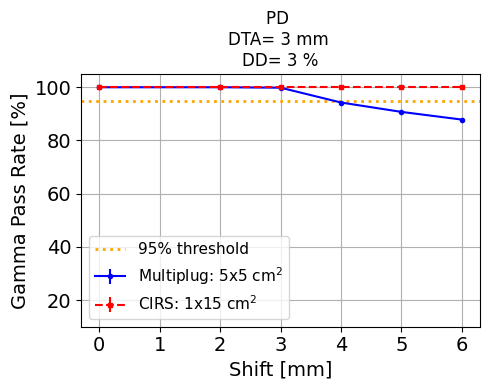 PD
DTA= 3 mm
DD= 3 %
Gamma Pass Rate [%]
100
80
60
40
20
95% threshold
Multiplug: 5x5 cm²
CIRS: 1x15 cm²
0 1 2 3 4 5 6
Shift [mm]